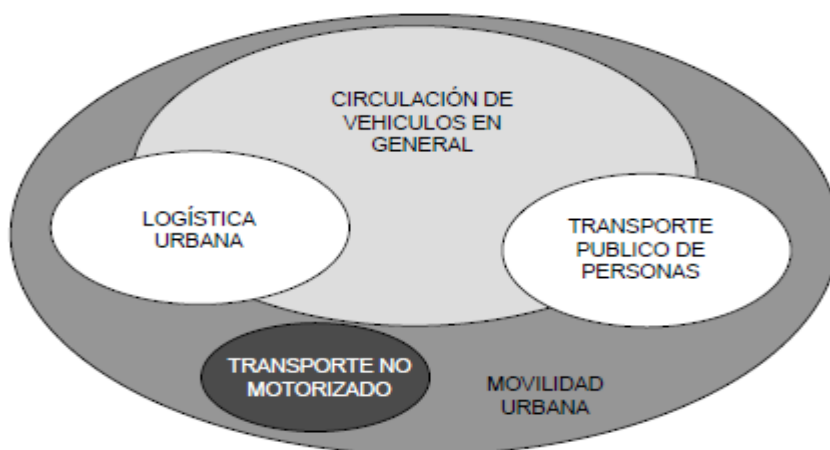 CIRCULACIÓN DE
VEHICULOS EN
GENERAL
LOGÍSTICA
URBANA
TRANSPORTE
PUBLICO DE
PERSONAS
TRANSPORTE NO
MOTORIZADO
MOVILIDAD
URBANA